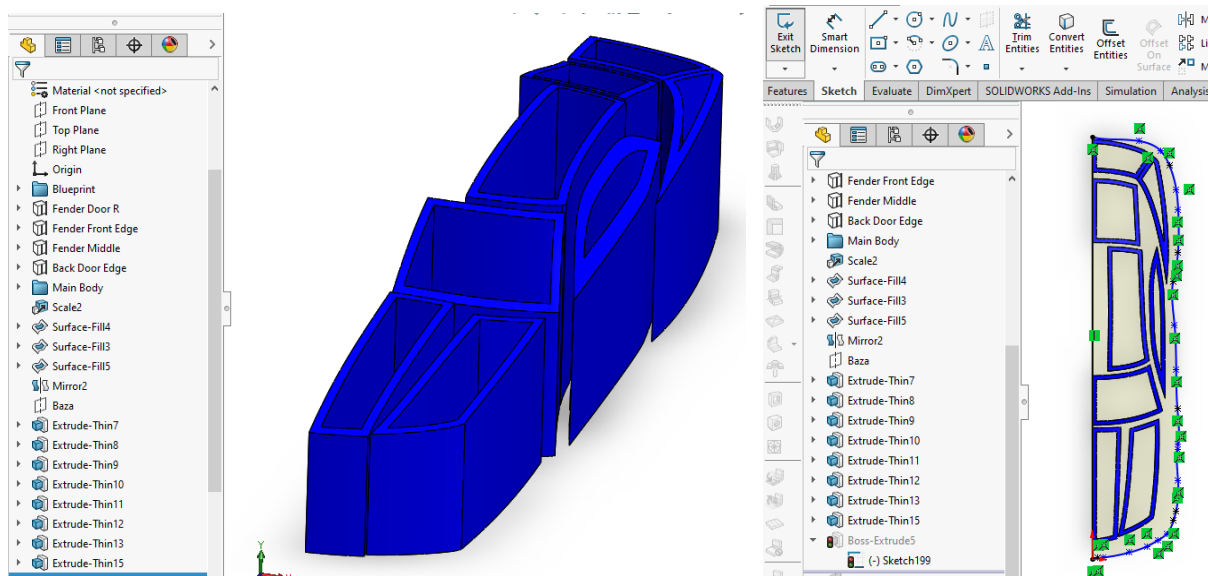 Material <not specified>
Front Plane
Top Plane
Right Plane
Origin
Blueprint
Fender Door R
Fender Front Edge
Fender Middle
Back Door Edge
Main Body
Scale2
Surface-Fill4
Surface-Fill3
Surface-Fill5
Mirror2
Baza
Extrude-Thin7
Extrude-Thin8
Extrude-Thin9
Extrude-Thin10
Extrude-Thin11
Extrude-Thin12
Extrude-Thin13
Extrude-Thin15
Y
Exit Sketch
Smart Dimension
Trim Entities
Convert Entities
Offset Entities
Offset On Surface
Features Sketch Evaluate DimXpert SOLIDWORKS Add-Ins Simulation Analysis
Fender Front Edge
Fender Middle
Back Door Edge
Main Body
Scale2
Surface-Fill4
Surface-Fill3
Surface-Fill5
Mirror2
Baza
Extrude-Thin7
Extrude-Thin8
Extrude-Thin9
Extrude-Thin10
Extrude-Thin11
Extrude-Thin12
Extrude-Thin13
Extrude-Thin15
Boss-Extrude5
(-) Sketch199